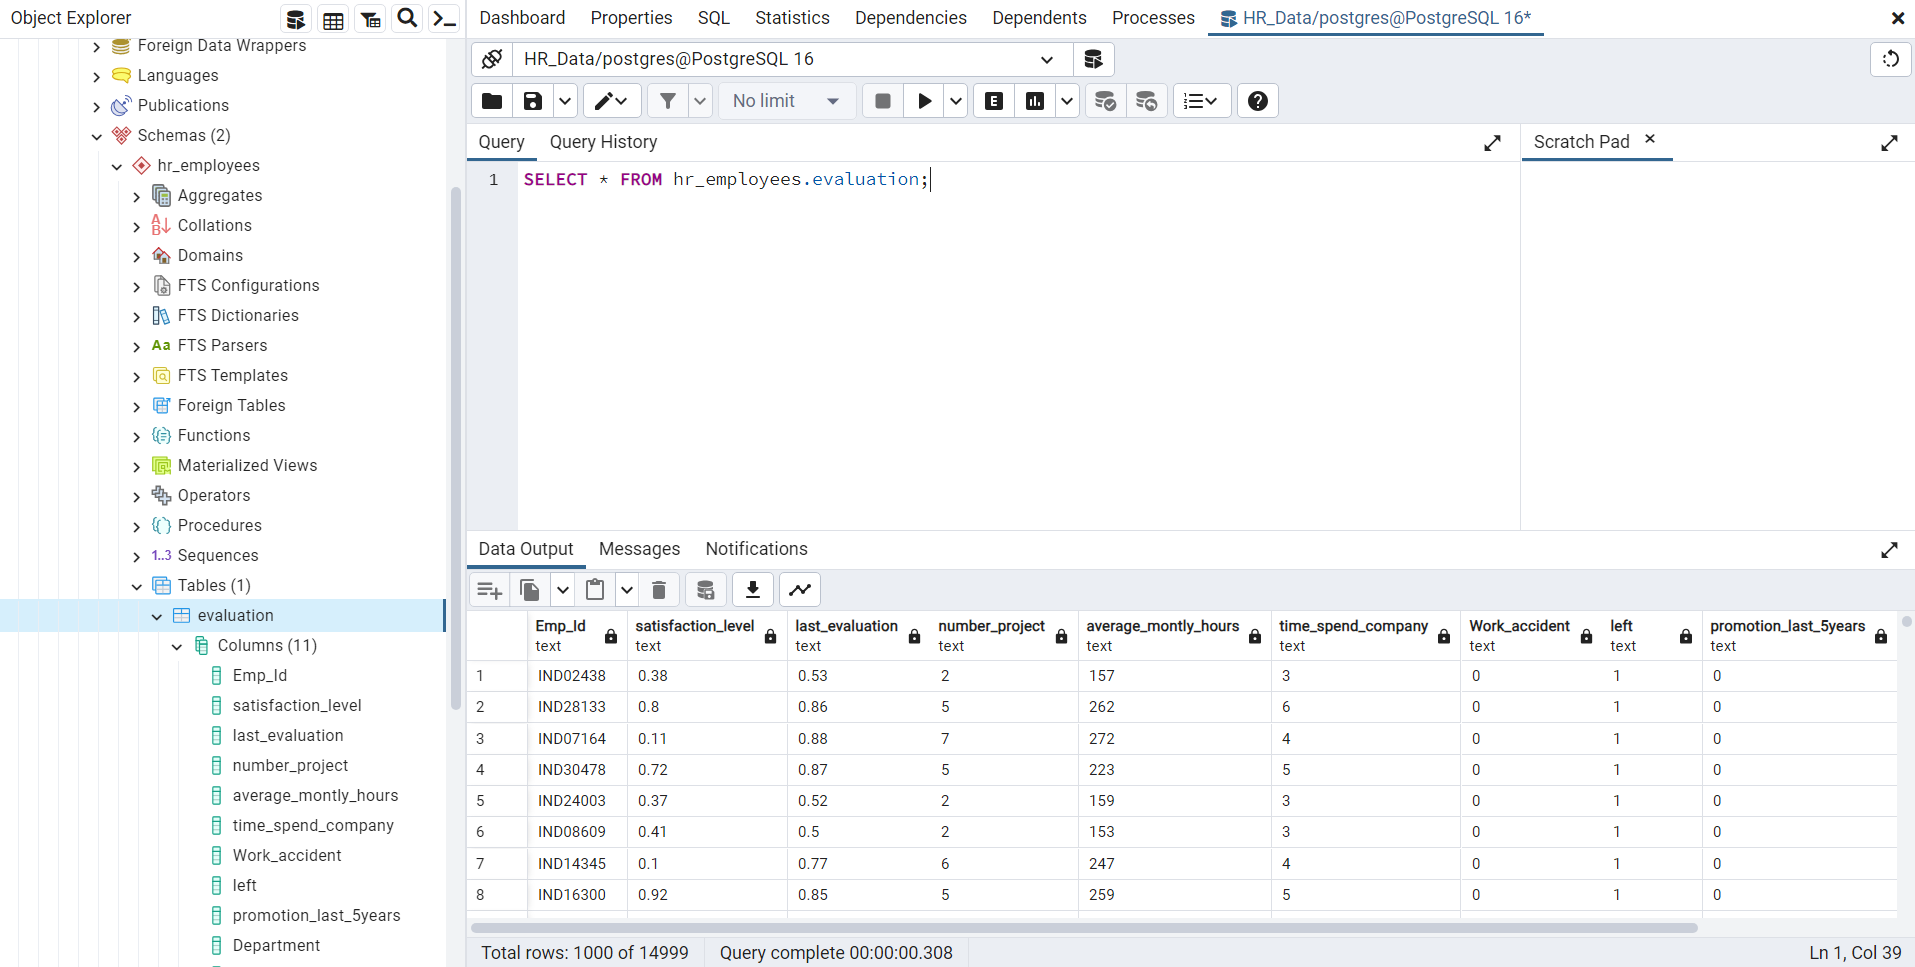 Object Explorer
Foreign Data Wrappers
Languages
Publications
Schemas (2)
hr_employees
Aggregates
Collations
Domains
FTS Configurations
FTS Dictionaries
Aa FTS Parsers
FTS Templates
Foreign Tables
Functions
Materialized Views
Operators
Procedures
1..3 Sequences
Tables (1)
evaluation
Columns (11)
Emp_Id
satisfaction_level
last_evaluation
number_project
average_montly_hours
time_spend_company
Work_accident
left
promotion_last_5years
Department
Dashboard Properties SQL Statistics Dependencies Dependents Processes HR_Data/postgres@PostgreSQL 16*
HR_Data/postgres@PostgreSQL 16
No limit E
Query Query History
Scratch Pad
1 SELECT * FROM hr_employees.evaluation;
Data Output Messages Notifications
Emp_Id satisfaction_level last_evaluation number_project average_montly_hours time_spend_company Work_accident left promotion_last_5years
text text text text text text text text text
1 IND02438 0.38 0.53 2 157 3 0 1 0
2 IND28133 0.8 0.86 5 262 6 0 1 0
3 IND07164 0.11 0.88 7 272 4 0 1 0
4 IND30478 0.72 0.87 5 223 5 0 1 0
5 IND24003 0.37 0.52 2 159 3 0 1 0
6 IND08609 0.41 0.5 2 153 3 0 1 0
7 IND14345 0.1 0.77 6 247 4 0 1 0
8 IND16300 0.92 0.85 5 259 5 0 1 0
Total rows: 1000 of 14999 Query complete 00:00:00.308 Ln 1, Col 39